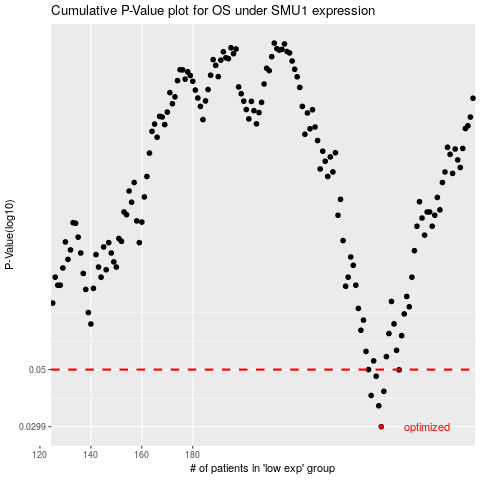 Cumulative P-Value plot for OS under SMU1 expression
P-Value(log10)
0.05
0.0299
optimized
120 140 160 180
# of patients in 'low exp' group